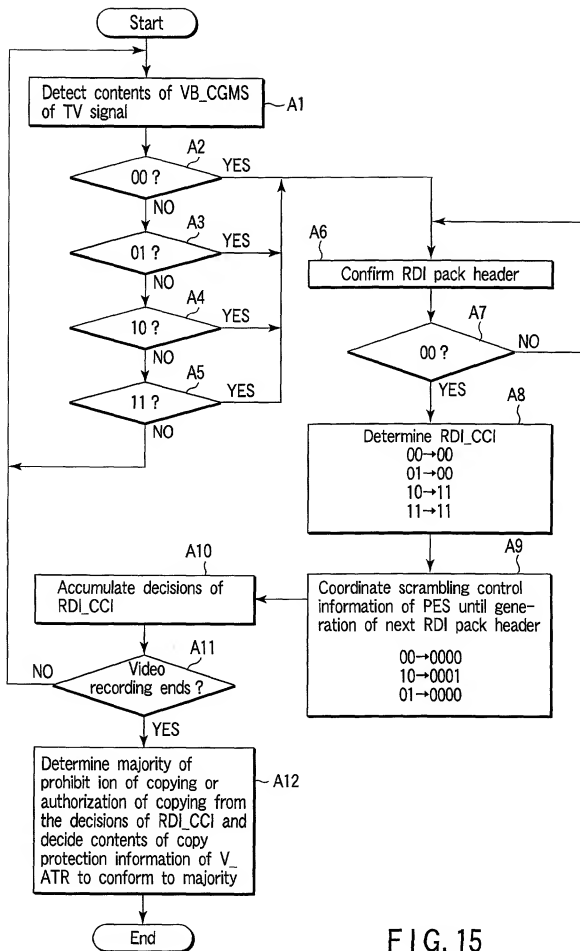 Start
Detect contents of VB_CGMS
of TV signal
A1
A2
00 ?
YES
NO
A3
01 ?
YES
NO
A4
10 ?
YES
NO
A5
11 ?
YES
NO
A6
Confirm RDI pack header
A7
00 ?
NO
YES
A8
Determine RDI_CCI
00→00
01→00
10→11
11→11
A9
Coordinate scrambling control
information of PES until gene-
ration of next RDI pack header
00→0000
10→0001
01→0000
A10
Accumulate decisions of
RDI_CCI
A11
Video
recording ends ?
NO
YES
A12
Determine majority of
prohibit ion of copying or
authorization of copying from
the decisions of RDI_CCI and
decide contents of copy
protection information of V_
ATR to conform to majority
End
FIG. 15